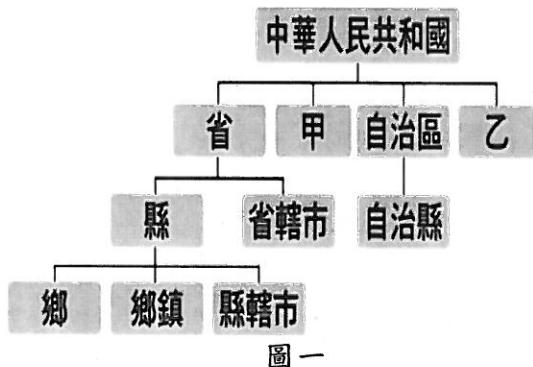 中華人民共和國
省 甲 自治區 乙
縣 省轄市 自治縣
鄉 鄉鎮 縣轄市
圖一